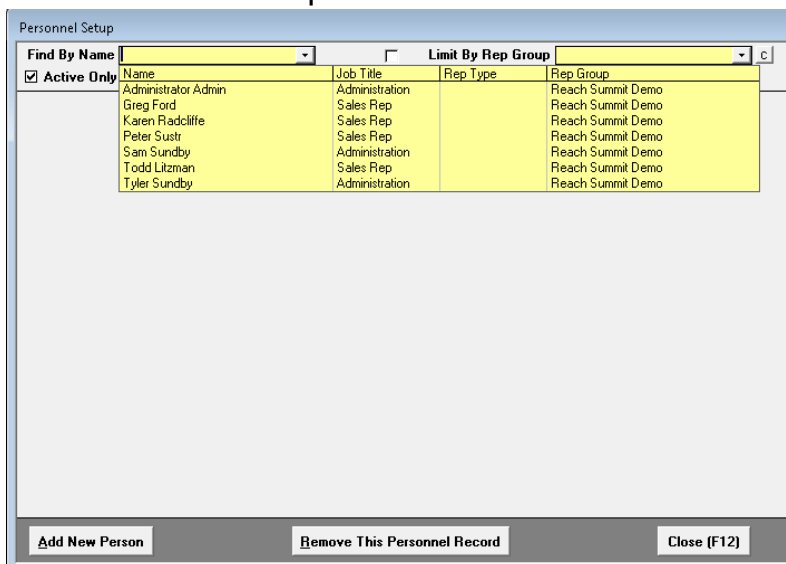 Personnel Setup
Find By Name Limit By Rep Group C
Active Only
Name Job Title Rep Type Rep Group
Administrator Admin Administration Reach Summit Demo
Greg Ford Sales Rep Reach Summit Demo
Karen Radcliffe Sales Rep Reach Summit Demo
Peter Sustr Sales Rep Reach Summit Demo
Sam Sundby Administration Reach Summit Demo
Todd Litzman Sales Rep Reach Summit Demo
Tyler Sundby Administration Reach Summit Demo
Add New Person Remove This Personnel Record Close (F12)